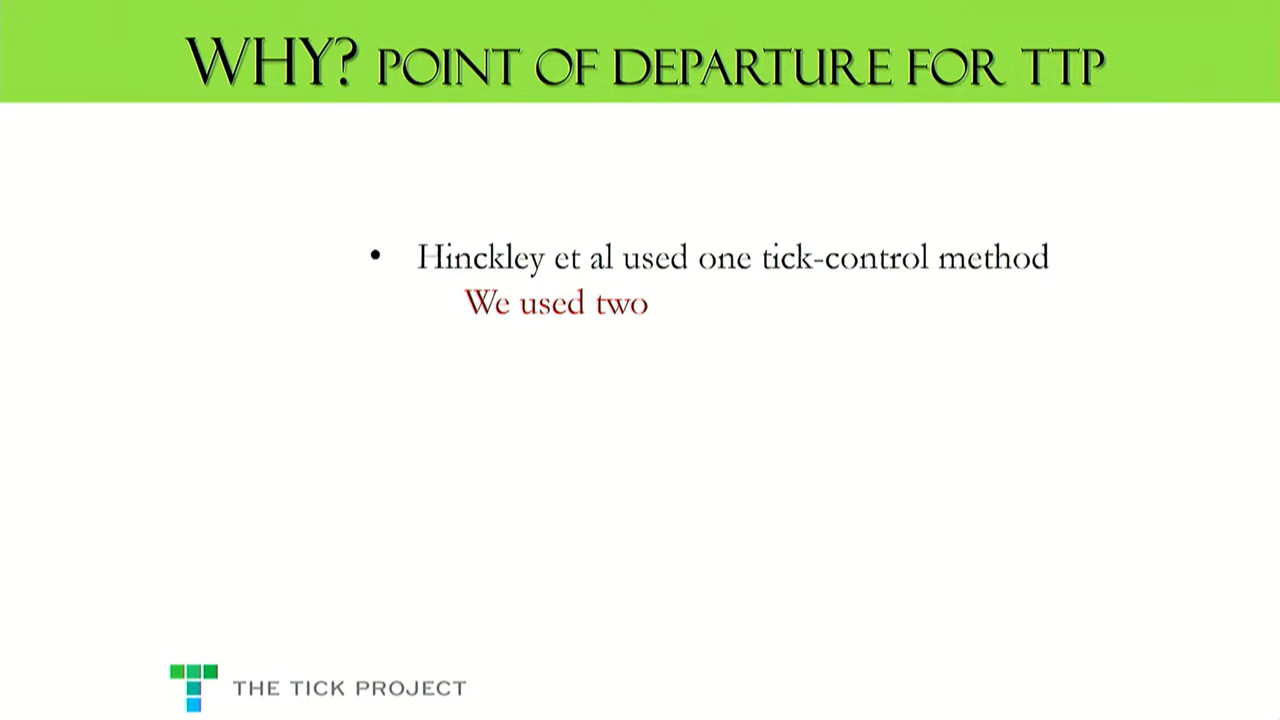 WHY? POINT OF DEPARTURE FOR TTP
• Hinckley et al used one tick-control method
We used two
THE TICK PROJECT